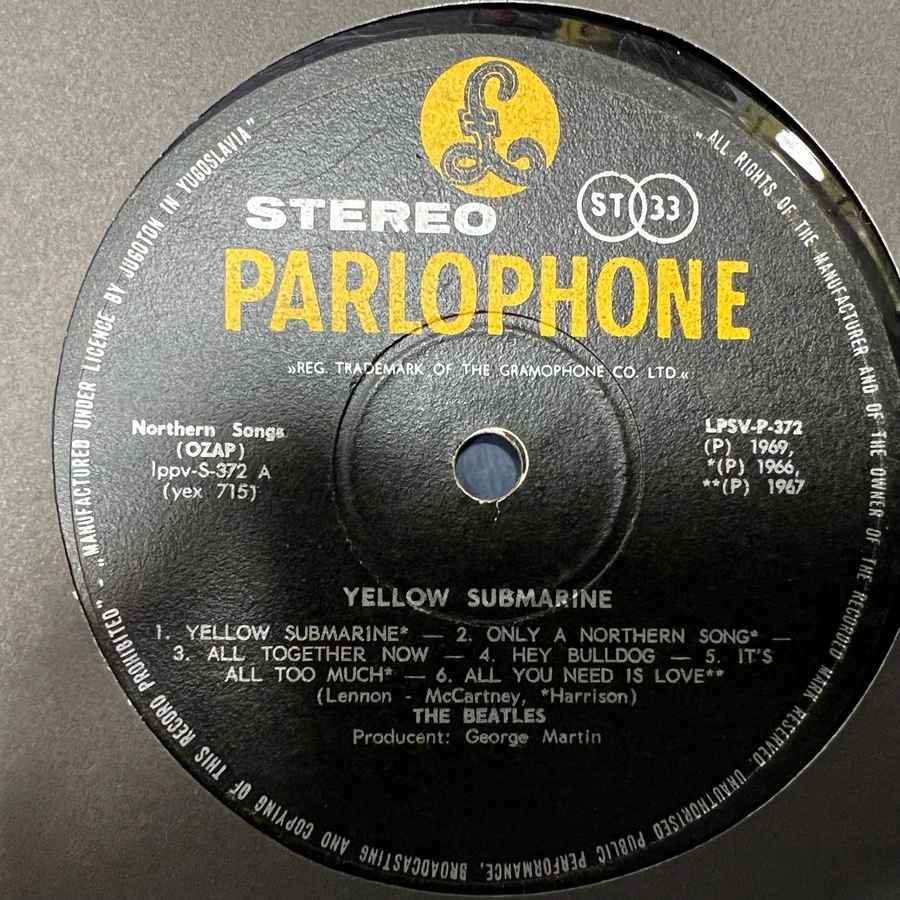 £
STEREO
ST 33
PARLOPHONE
»REG. TRADEMARK OF THE GRAMOPHONE CO. LTD.«
Northern Songs
(OZAP)
lppv-S-372 A
(yex 715)
LPSV-P-372
(P) 1969,
*(P) 1966,
**(P) 1967
YELLOW SUBMARINE
1. YELLOW SUBMARINE* — 2. ONLY A NORTHERN SONG* —
3. ALL TOGETHER NOW — 4. HEY BULLDOG — 5. IT'S
ALL TOO MUCH* — 6. ALL YOU NEED IS LOVE**
(Lennon - McCartney, *Harrison)
THE BEATLES
Producent: George Martin
„MANUFACTURED UNDER LICENCE BY JUGOTON IN YUGOSLAVIA”
„ALL RIGHTS OF THE MANUFACTURER AND OF THE OWNER OF THE RECORDED MARK RESERVED. UNAUTHORISED PUBLIC PERFORMANCE, BROADCASTING AND COPYING OF THIS RECORD PROHIBITED” -